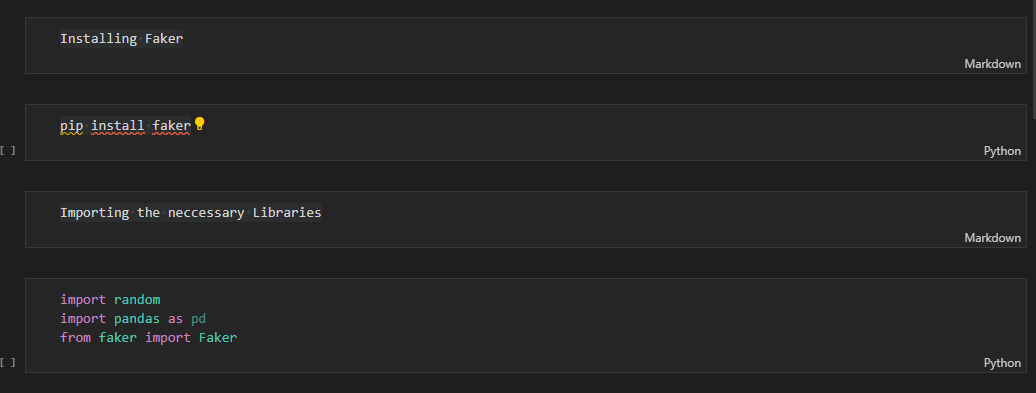 Installing Faker
Markdown
pip install faker
[ ]
Python
Importing the neccessary Libraries
Markdown
import random
import pandas as pd
from faker import Faker
[ ]
Python